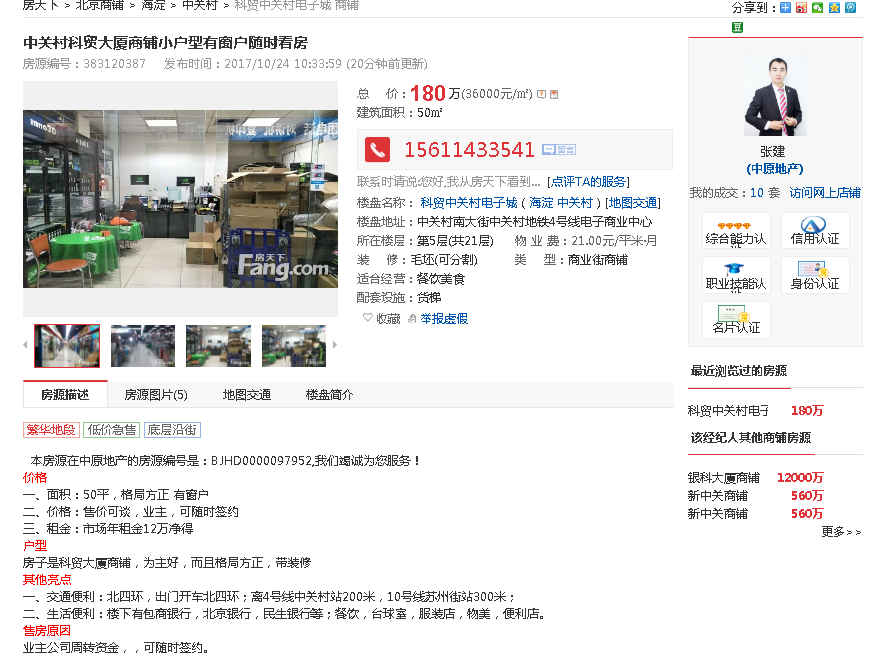 房天下 > 北京商铺 > 海淀 > 中关村 > 科贸中关村电子城 商铺
分享到：
豆
中关村科贸大厦商铺小户型有窗户随时看房
房源编号：383120387 发布时间：2017/10/24 10:33:59 (20分钟前更新)
总 价：180万(36000元/㎡)
建筑面积：50㎡
15611433541 留言
联系时请说:您好,我从房天下看到... [点评TA的服务]
楼盘名称： 科贸中关村电子城 ( 海淀 中关村 ) [地图交通]
楼盘地址：中关村南大街中关村地铁4号线电子商业中心
所在楼层：第5层(共21层) 物 业 费：21.00元/平米·月
装 修：毛坯(可分割) 类 型：商业街商铺
适合经营：餐饮美食
配套设施：货梯
收藏 举报虚假
房天下
Fang.com
张建
(中原地产)
我的成交：10 套 访问网上店铺
综合能力认 信用认证
职业技能认 身份认证
名片认证
最近浏览过的房源
科贸中关村电子 180万
该经纪人其他商铺房源
银科大厦商铺 12000万
新中关商铺 560万
新中关商铺 560万
更多>>
房源描述 房源图片(5) 地图交通 楼盘简介
繁华地段 低价急售 底层沿街
本房源在中原地产的房源编号是：BJHD0000097952,我们竭诚为您服务！
价格
一、面积：50平，格局方正 有窗户
二、价格：售价可谈，业主，可随时签约
三、租金：市场年租金12万净得
户型
房子是科贸大厦商铺，为主好，而且格局方正，带装修
其他亮点
一、交通便利：北四环，出门开车北四环；离4号线中关村站200米，10号线苏州街站300米；
二、生活便利：楼下有包商银行，北京银行，民生银行等；餐饮，台球室，服装店，物美，便利店。
售房原因
业主公司周转资金，，可随时签约。